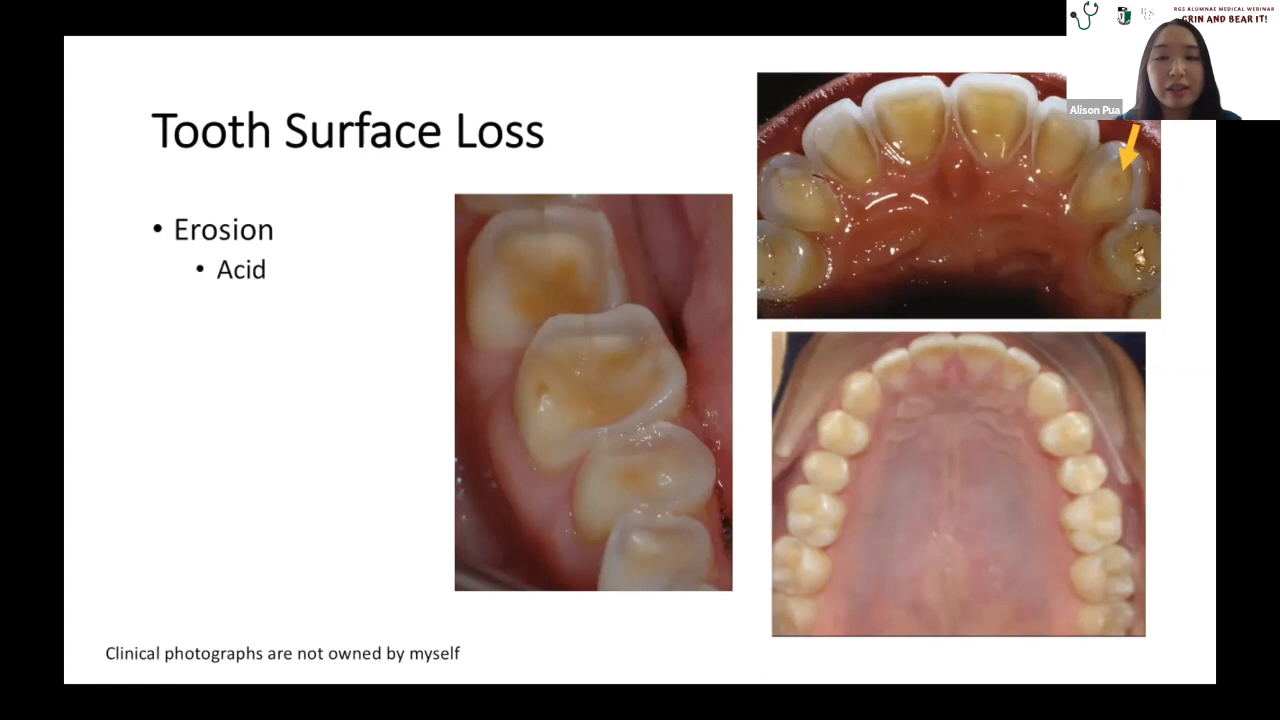 RGS ALUMNAE MEDICAL WEBINAR
GRIN AND BEAR IT!
Alison Pua
Tooth Surface Loss
• Erosion
• Acid
Clinical photographs are not owned by myself